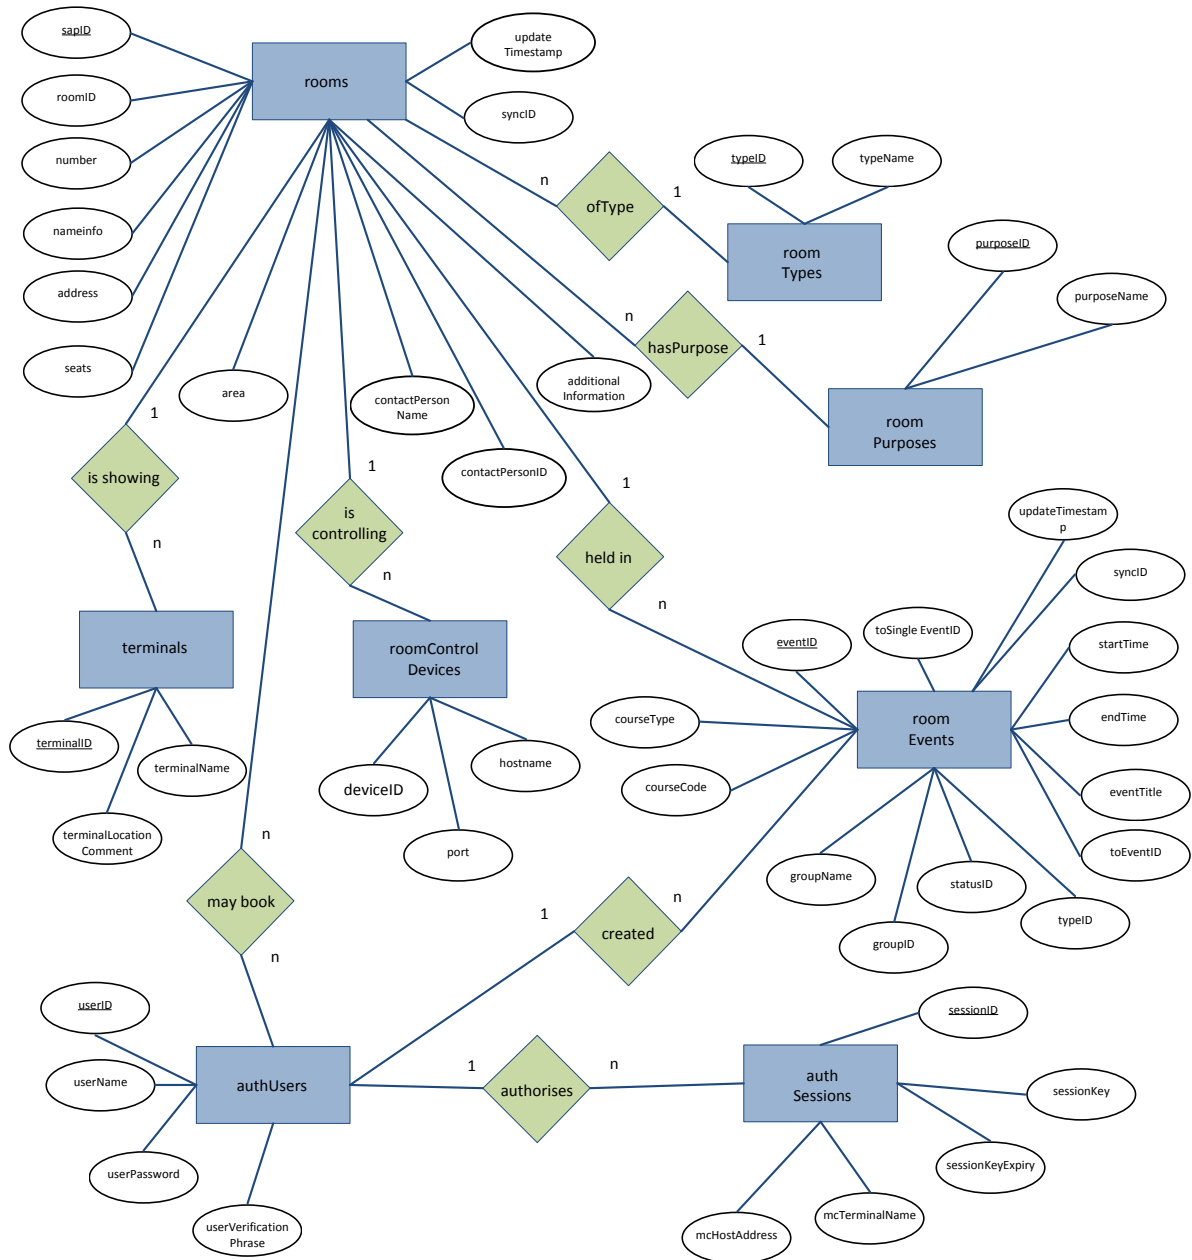 sapID
update
Timestamp
rooms
roomID
syncID
number
typeID
typeName
n
1
ofType
nameinfo
room
Types
purposeID
address
purposeName
n
1
hasPurpose
seats
area
additional
Information
contactPerson
Name
1
room
Purposes
1
contactPersonID
is showing
1
is
controlling
updateTimestam
p
n
held in
n
syncID
n
toSingle EventID
eventID
startTime
terminals
roomControl
Devices
courseType
room
Events
endTime
terminalID
terminalName
hostname
deviceID
courseCode
eventTitle
terminalLocation
Comment
n
port
toEventID
groupName
statusID
may book
n
1
created
typeID
groupID
n
userID
sessionID
1
n
userName
authUsers
authorises
auth
Sessions
sessionKey
userPassword
sessionKeyExpiry
mcTerminalName
userVerification
Phrase
mcHostAddress